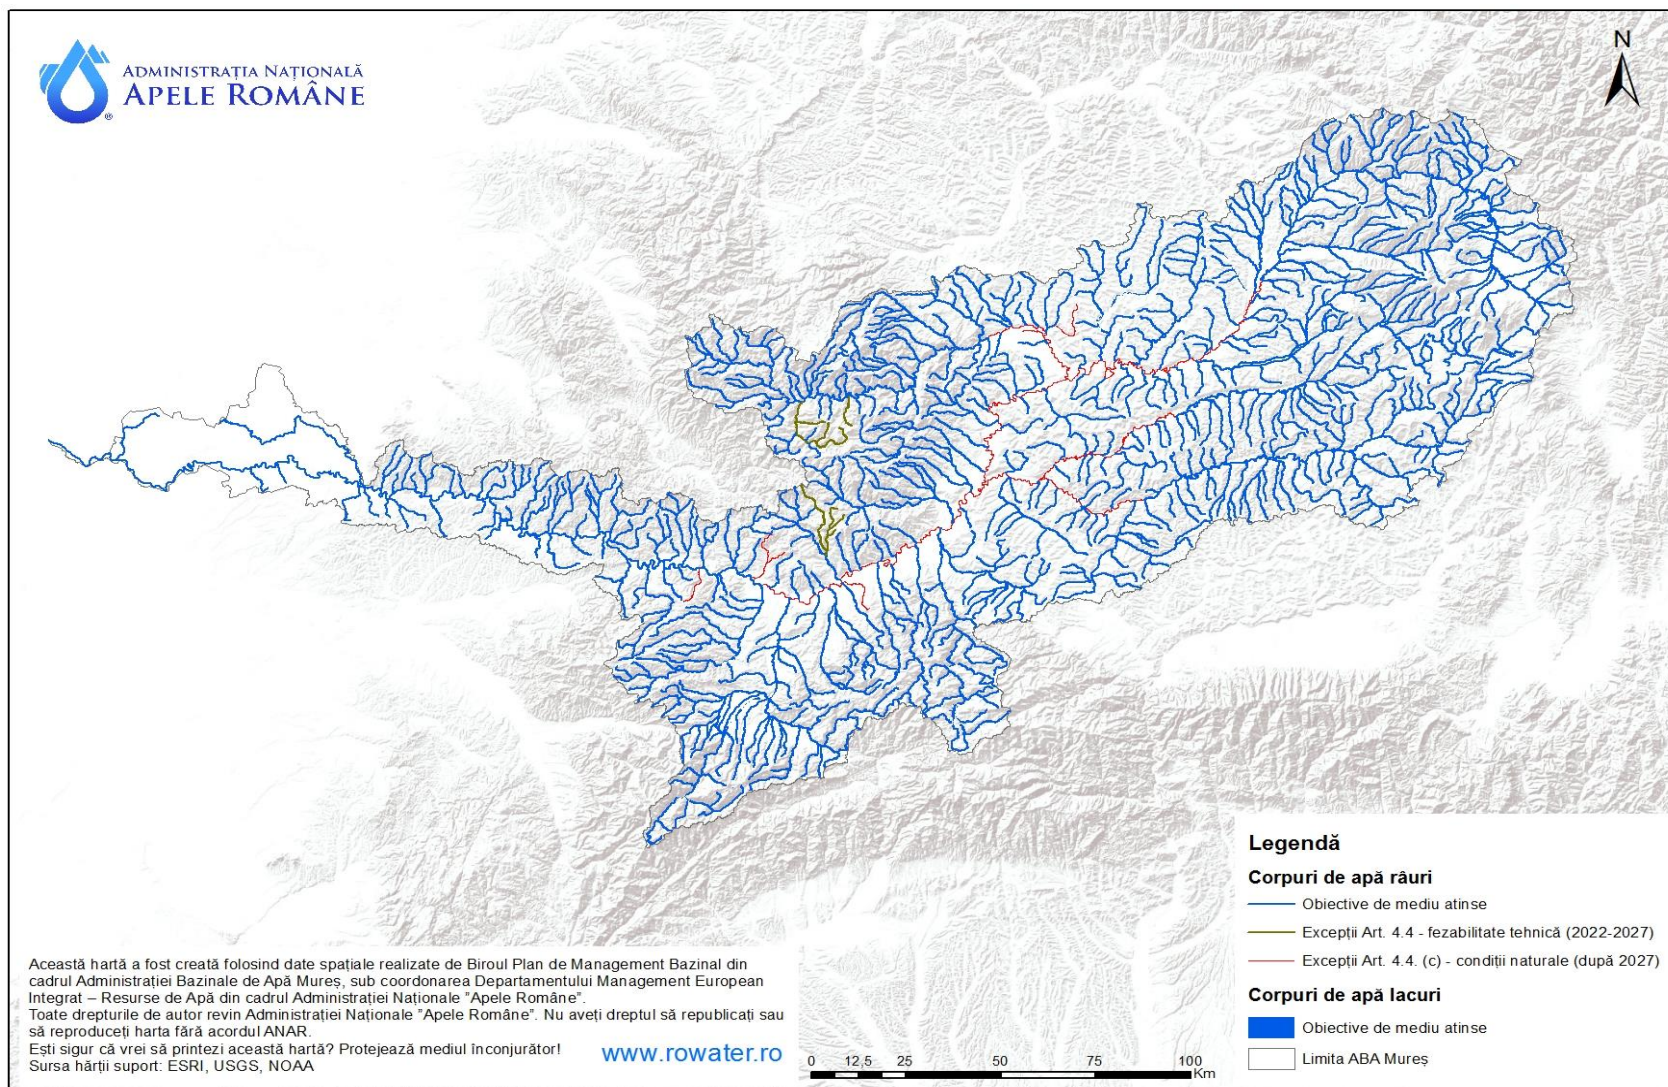 ADMINISTRAȚIA NAȚIONALĂ
APELE ROMÂNE
®
N
Legendă
Corpuri de apă râuri
Obiective de mediu atinse
Excepții Art. 4.4 - fezabilitate tehnică (2022-2027)
Excepții Art. 4.4. (c) - condiții naturale (după 2027)
Corpuri de apă lacuri
Obiective de mediu atinse
Limita ABA Mureș
Această hartă a fost creată folosind date spațiale realizate de Biroul Plan de Management Bazinal din
cadrul Administrației Bazinale de Apă Mureș, sub coordonarea Departamentului Management European
Integrat – Resurse de Apă din cadrul Administrației Naționale "Apele Române".
Toate drepturile de autor revin Administrației Naționale "Apele Române". Nu aveți dreptul să republicați sau
să reproduceți harta fără acordul ANAR.
Ești sigur că vrei să printezi această hartă? Protejează mediul înconjurător!
Sursa hărții suport: ESRI, USGS, NOAA
www.rowater.ro
0 12,5 25 50 75 100
Km